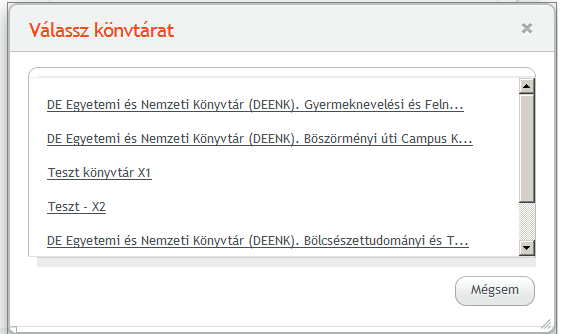 Válassz könvtárat
DE Egyetemi és Nemzeti Könyvtár (DEENK). Gyermeknevelési és Feln...
DE Egyetemi és Nemzeti Könyvtár (DEENK). Böszörményi úti Campus K...
Teszt könyvtár X1
Teszt - X2
DE Egyetemi és Nemzeti Könyvtár (DEENK). Bölcsészettudományi és T...
Mégsem